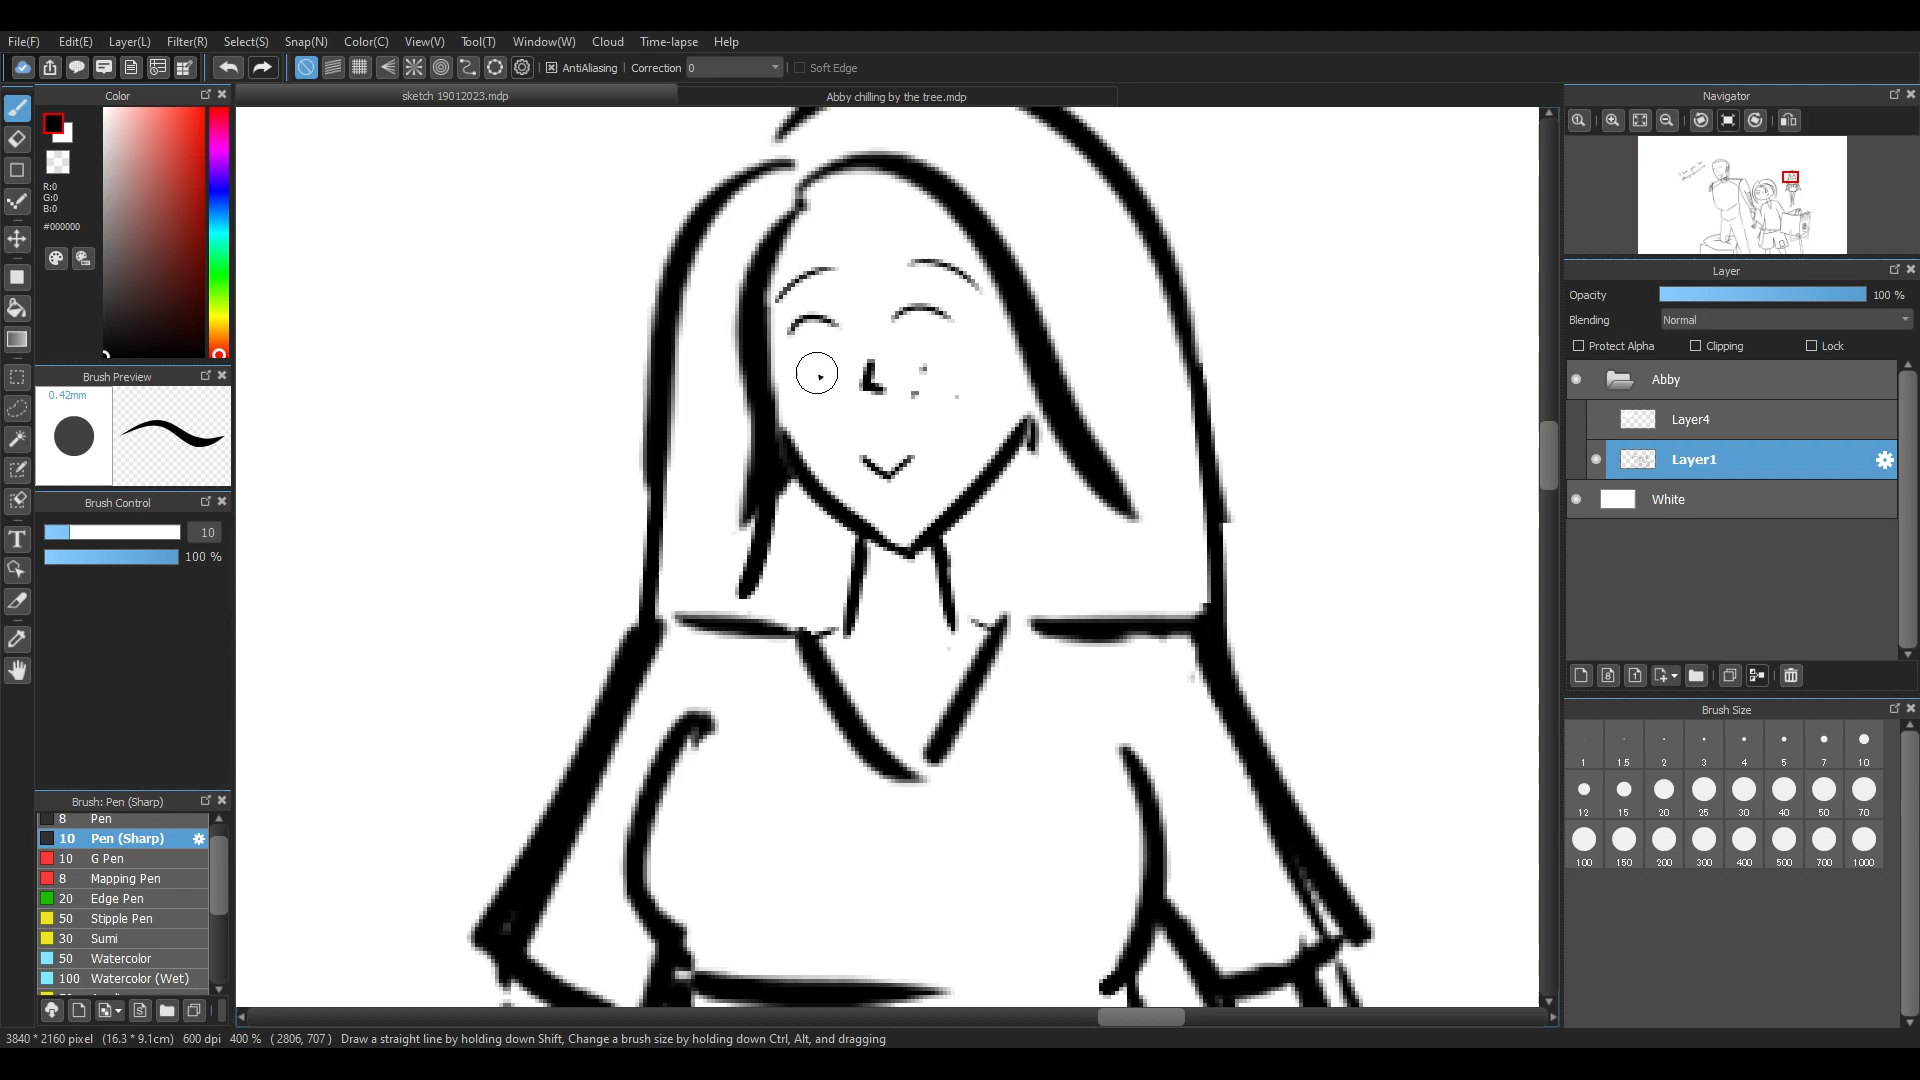 File(F) Edit(E) Layer(L) Filter(R) Select(S) Snap(N) Color(C) View(V) Tool(T) Window(W) Cloud Time-lapse Help
AntiAliasing Correction 0 Soft Edge
Color
R:0
G:0
B:0
#000000
Brush Preview
0.42mm
Brush Control
10
100 %
Brush: Pen (Sharp)
8 Pen
10 Pen (Sharp)
10 G Pen
8 Mapping Pen
20 Edge Pen
50 Stipple Pen
30 Sumi
50 Watercolor
100 Watercolor (Wet)
sketch 19012023.mdp Abby chilling by the tree.mdp
Navigator
Layer
Opacity 100 %
Blending Normal
Protect Alpha Clipping Lock
Abby
Layer4
Layer1
White
Brush Size
1 1.5 2 3 4 5 7 10
12 15 20 25 30 40 50 70
100 150 200 300 400 500 700 1000
3840 * 2160 pixel (16.3 * 9.1cm) 600 dpi 400 % ( 2806, 707 ) Draw a straight line by holding down Shift, Change a brush size by holding down Ctrl, Alt, and dragging